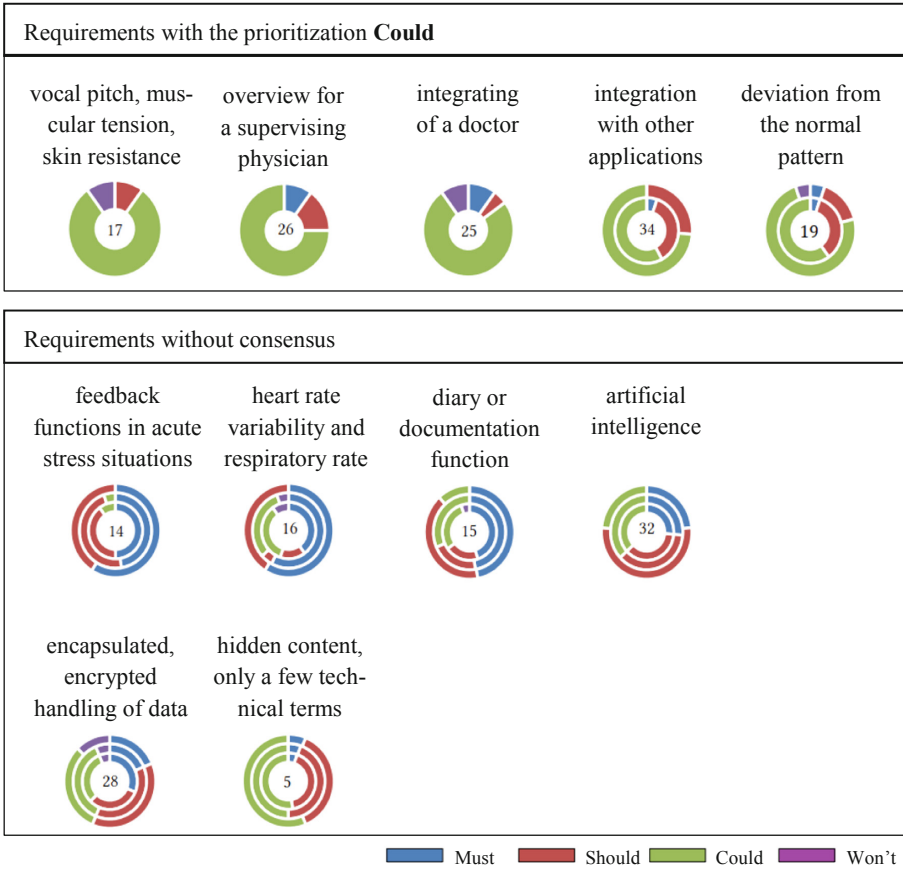 Requirements with the prioritization Could
vocal pitch, mus-
cular tension,
skin resistance
overview for
a supervising
physician
integrating
of a doctor
integration
with other
applications
deviation from
the normal
pattern
17
26
25
34
19
Requirements without consensus
feedback
functions in acute
stress situations
heart rate
variability and
respiratory rate
diary or
documentation
function
artificial
intelligence
14
16
15
32
encapsulated,
encrypted
handling of data
hidden content,
only a few tech-
nical terms
28
5
Must
Should
Could
Won't